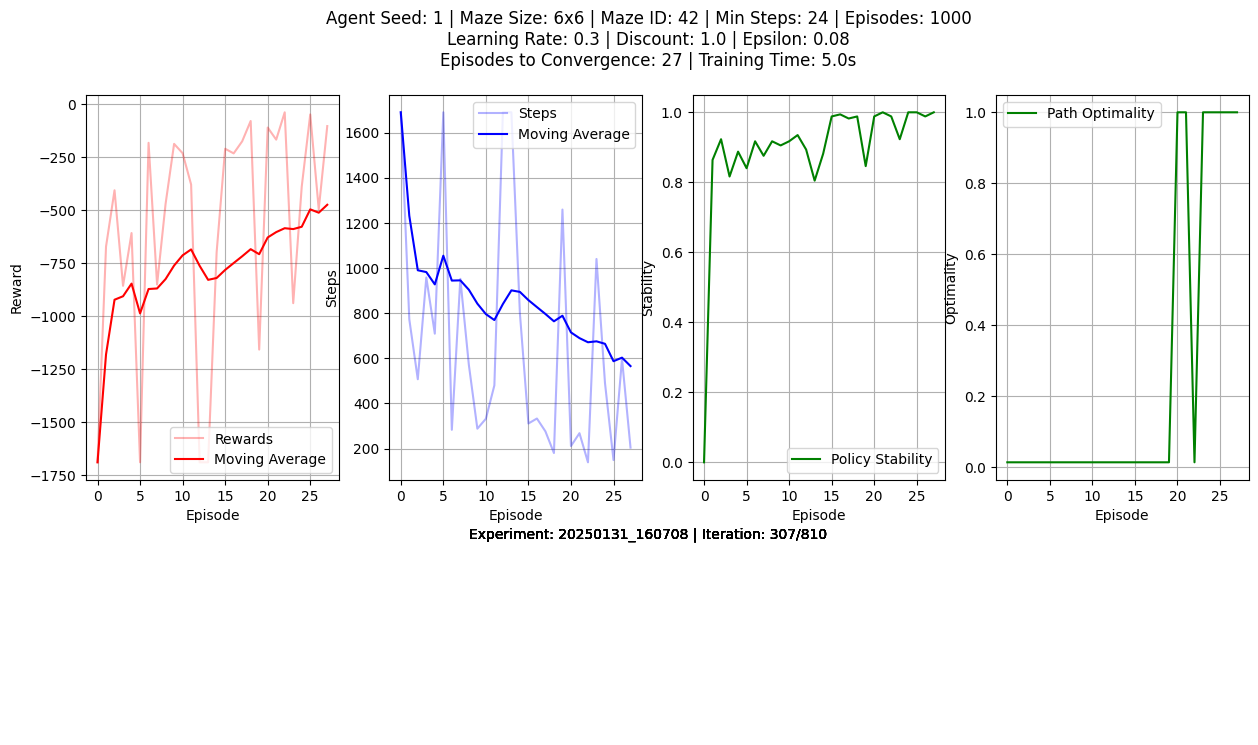 Agent Seed: 1 | Maze Size: 6x6 | Maze ID: 42 | Min Steps: 24 | Episodes: 1000
Learning Rate: 0.3 | Discount: 1.0 | Epsilon: 0.08
Episodes to Convergence: 27 | Training Time: 5.0s
Reward
0
−250
−500
−750
−1000
−1250
−1500
−1750
Rewards
Moving Average
0 5 10 15 20 25
Episode
Steps
1600
1400
1200
1000
800
600
400
200
Steps
Moving Average
0 5 10 15 20 25
Episode
Stability
1.0
0.8
0.6
0.4
0.2
0.0
Policy Stability
0 5 10 15 20 25
Episode
Optimality
1.0
0.8
0.6
0.4
0.2
0.0
Path Optimality
0 5 10 15 20 25
Episode
Experiment: 20250131_160708 | Iteration: 307/810